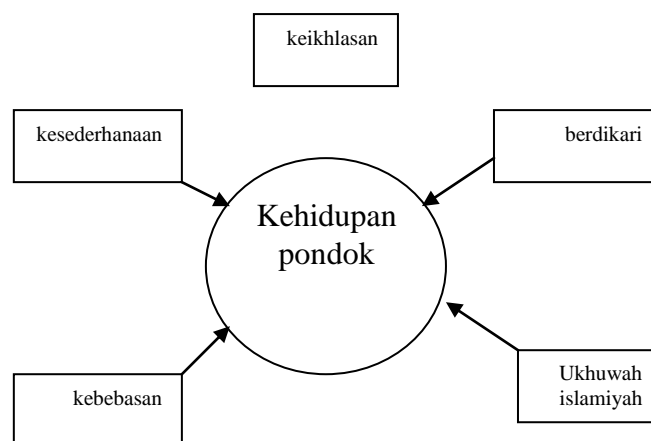 keikhlasan
kesederhanaan
berdikari
Kehidupan
pondok
kebebasan
Ukhuwah
islamiyah